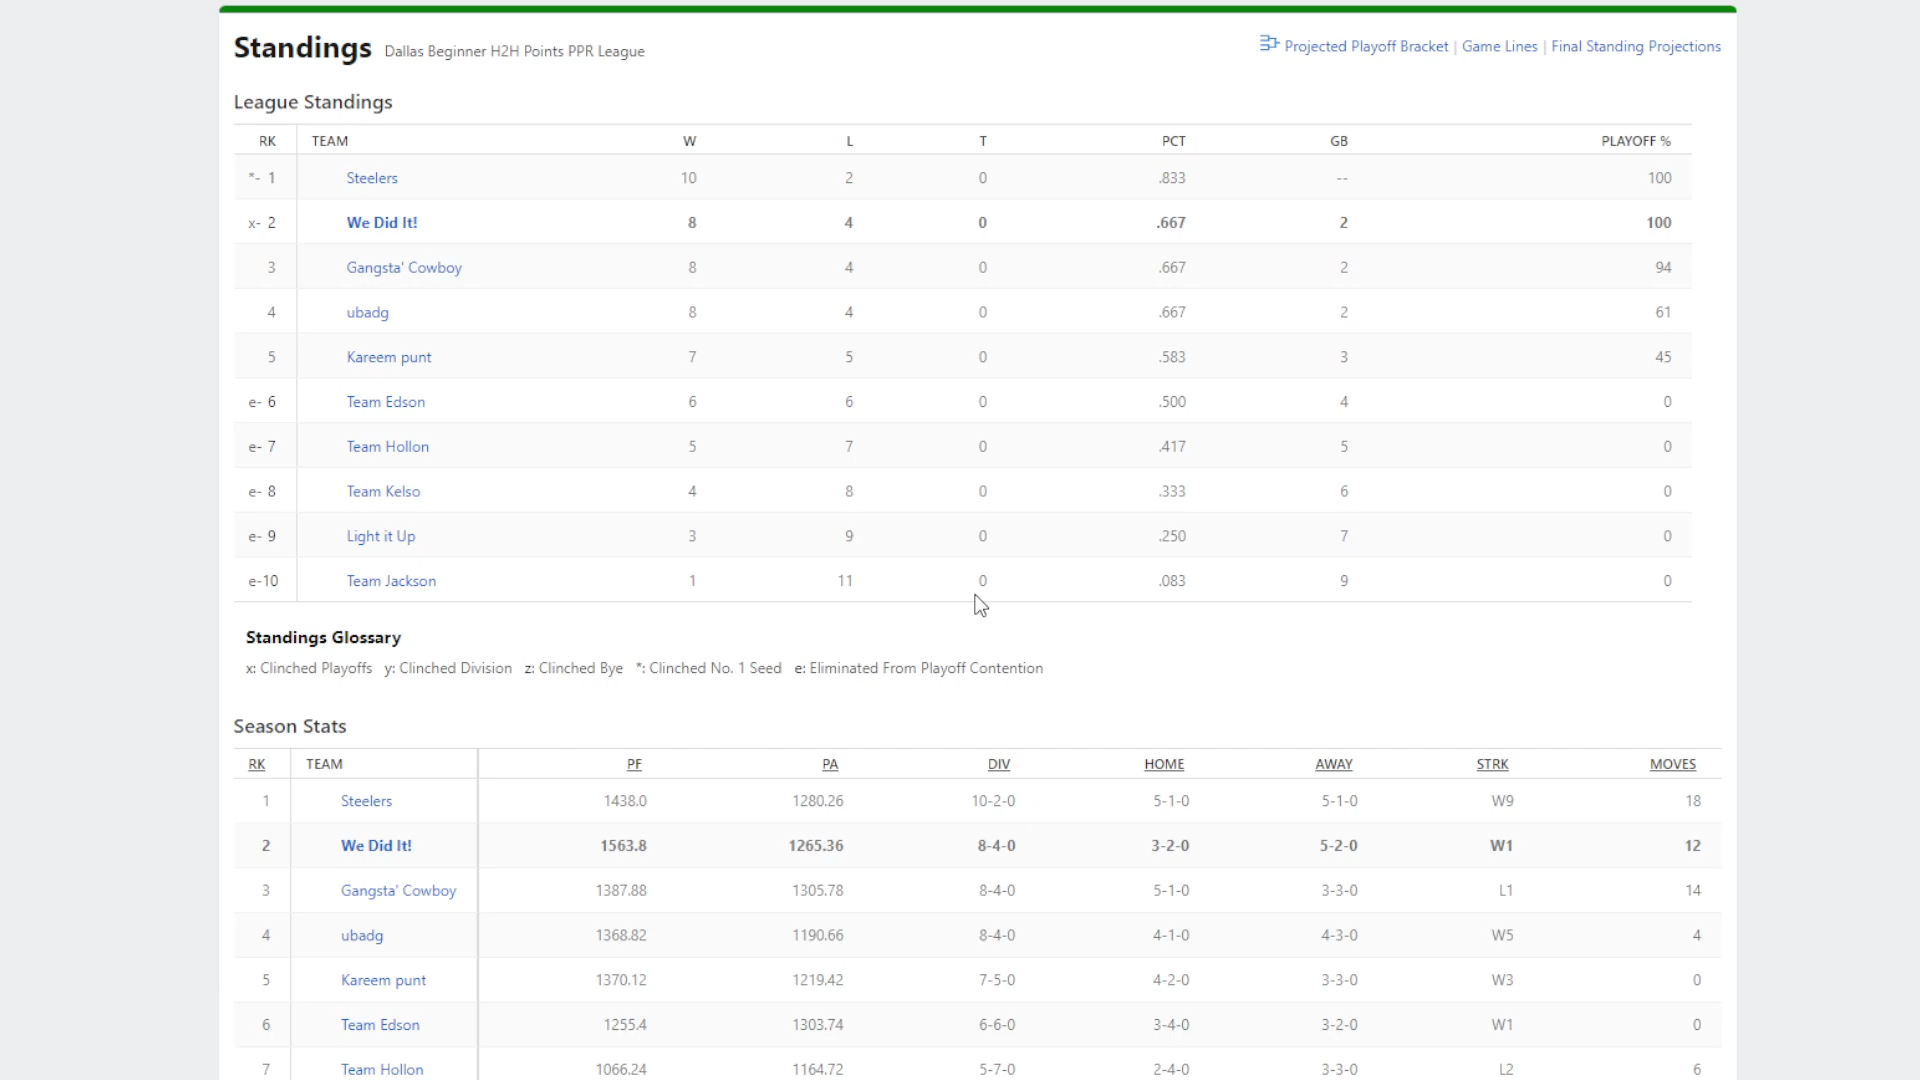 Standings Dallas Beginner H2H Points PPR League
Projected Playoff Bracket | Game Lines | Final Standing Projections
League Standings
RK TEAM W L T PCT GB PLAYOFF %
*- 1 Steelers 10 2 0 .833 -- 100
x- 2 We Did It! 8 4 0 .667 2 100
3 Gangsta' Cowboy 8 4 0 .667 2 94
4 ubadg 8 4 0 .667 2 61
5 Kareem punt 7 5 0 .583 3 45
e- 6 Team Edson 6 6 0 .500 4 0
e- 7 Team Hollon 5 7 0 .417 5 0
e- 8 Team Kelso 4 8 0 .333 6 0
e- 9 Light it Up 3 9 0 .250 7 0
e-10 Team Jackson 1 11 0 .083 9 0
Standings Glossary
x: Clinched Playoffs y: Clinched Division z: Clinched Bye *: Clinched No. 1 Seed e: Eliminated From Playoff Contention
Season Stats
RK TEAM PF PA DIV HOME AWAY STRK MOVES
1 Steelers 1438.0 1280.26 10-2-0 5-1-0 5-1-0 W9 18
2 We Did It! 1563.8 1265.36 8-4-0 3-2-0 5-2-0 W1 12
3 Gangsta' Cowboy 1387.88 1305.78 8-4-0 5-1-0 3-3-0 L1 14
4 ubadg 1368.82 1190.66 8-4-0 4-1-0 4-3-0 W5 4
5 Kareem punt 1370.12 1219.42 7-5-0 4-2-0 3-3-0 W3 0
6 Team Edson 1255.4 1303.74 6-6-0 3-4-0 3-2-0 W1 0
7 Team Hollon 1066.24 1164.72 5-7-0 2-4-0 3-3-0 L2 6